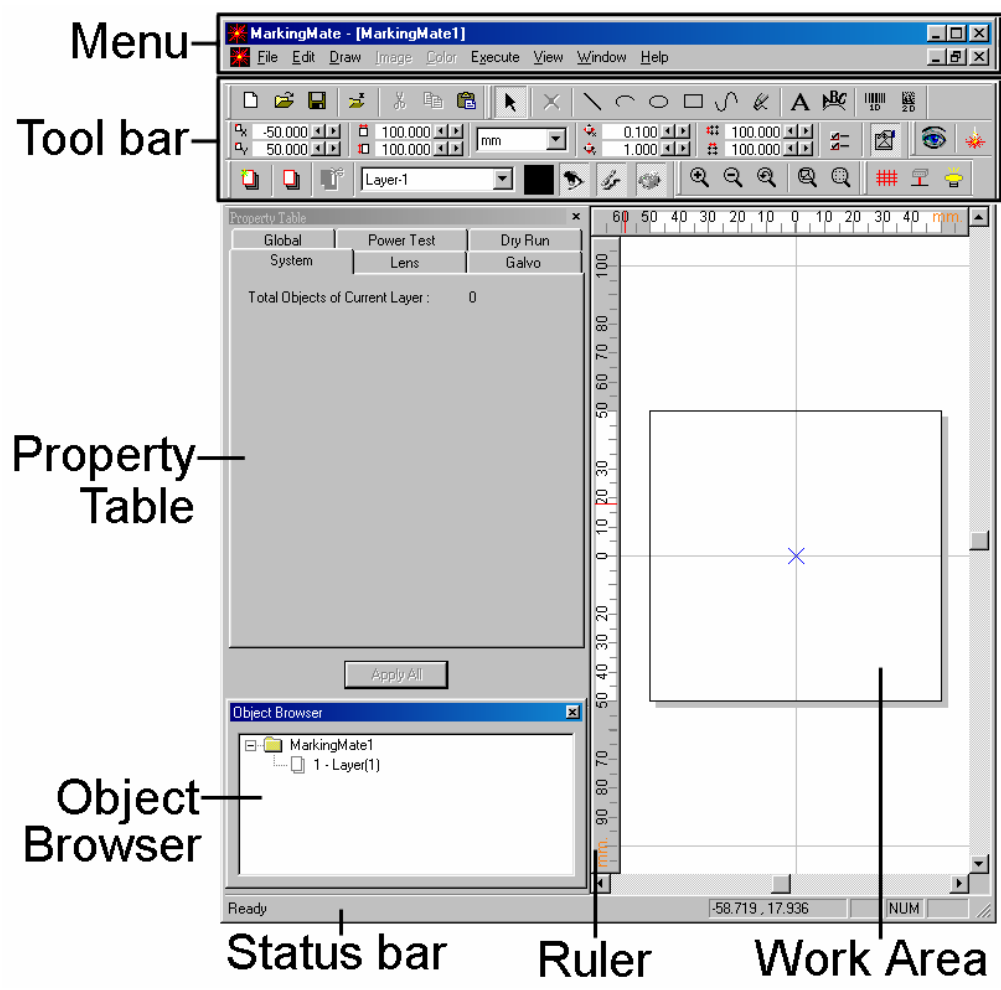 Menu
MarkingMate - [MarkingMate1]
File Edit Draw Image Color Execute View Window Help
Tool bar
A ABC 1D 2D
X -50.000 100.000 mm 0.100 100.000
Y 50.000 100.000 1.000 100.000
Layer-1
Property Table
Global Power Test Dry Run
System Lens Galvo
Total Objects of Current Layer : 0
60 50 40 30 20 10 0 10 20 30 40 mm.
100
80
70
60
50
30
20
10
0
20
30
40
50
70
80
90
mm.
Property
Table
Apply All
Object Browser
MarkingMate1
1 - Layer(1)
Object
Browser
Ready -58.719 , 17.936 NUM
Status bar Ruler Work Area